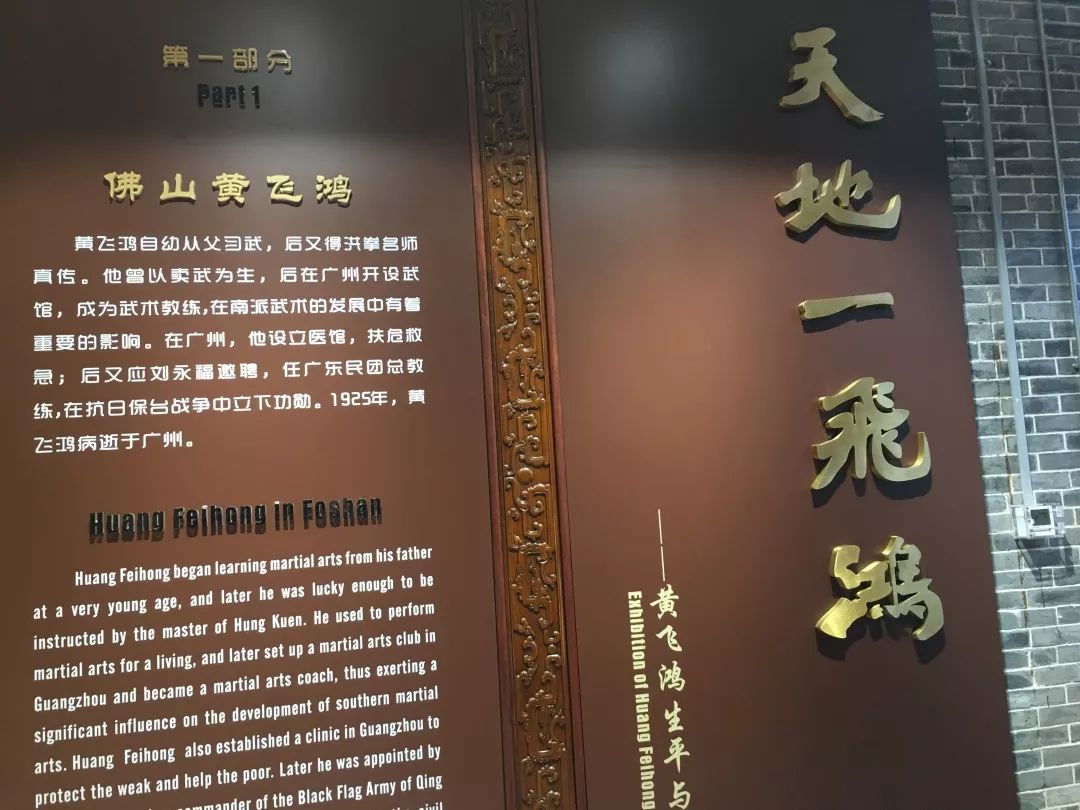 第一部分
Part 1
佛山黄飞鸿
黄飞鸿自幼从父习武，后又得洪拳名师
真传。他曾以卖武为生，后在广州开设武
馆，成为武术教练，在南派武术的发展中有着
重要的影响。在广州，他设立医馆，扶危救
急；后又应刘永福邀聘，任广东民团总教
练，在抗日保台战争中立下功勋。1925年，黄
飞鸿病逝于广州。
Huang Feihong in Foshan
Huang Feihong began learning martial arts from his father
at a very young age, and later he was lucky enough to be
instructed by the master of Hung Kuen. He used to perform
martial arts for a living, and later set up a martial arts club in
Guangzhou and became a martial arts coach, thus exerting a
significant influence on the development of southern martial
arts. Huang Feihong also established a clinic in Guangzhou to
protect the weak and help the poor. Later he was appointed by
commander of the Black Flag Army of Qing
civil
天地一飛鴻
——黄飞鸿生平与
Exhibition of Huang Feihong